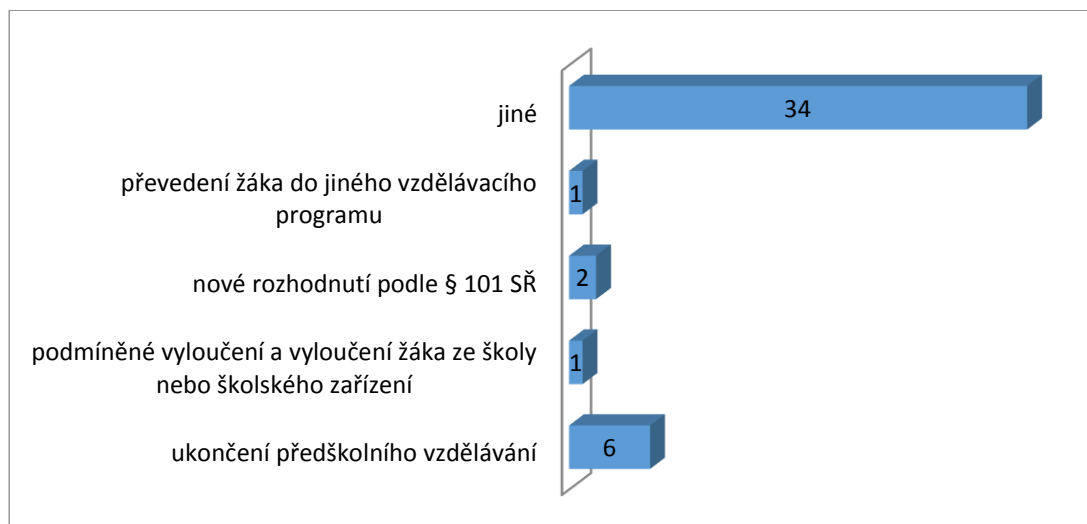 jiné
34
převedení žáka do jiného vzdělávacího
programu
1
nové rozhodnutí podle § 101 SŘ
2
podmíněné vyloučení a vyloučení žáka ze školy
nebo školského zařízení
1
ukončení předškolního vzdělávání
6